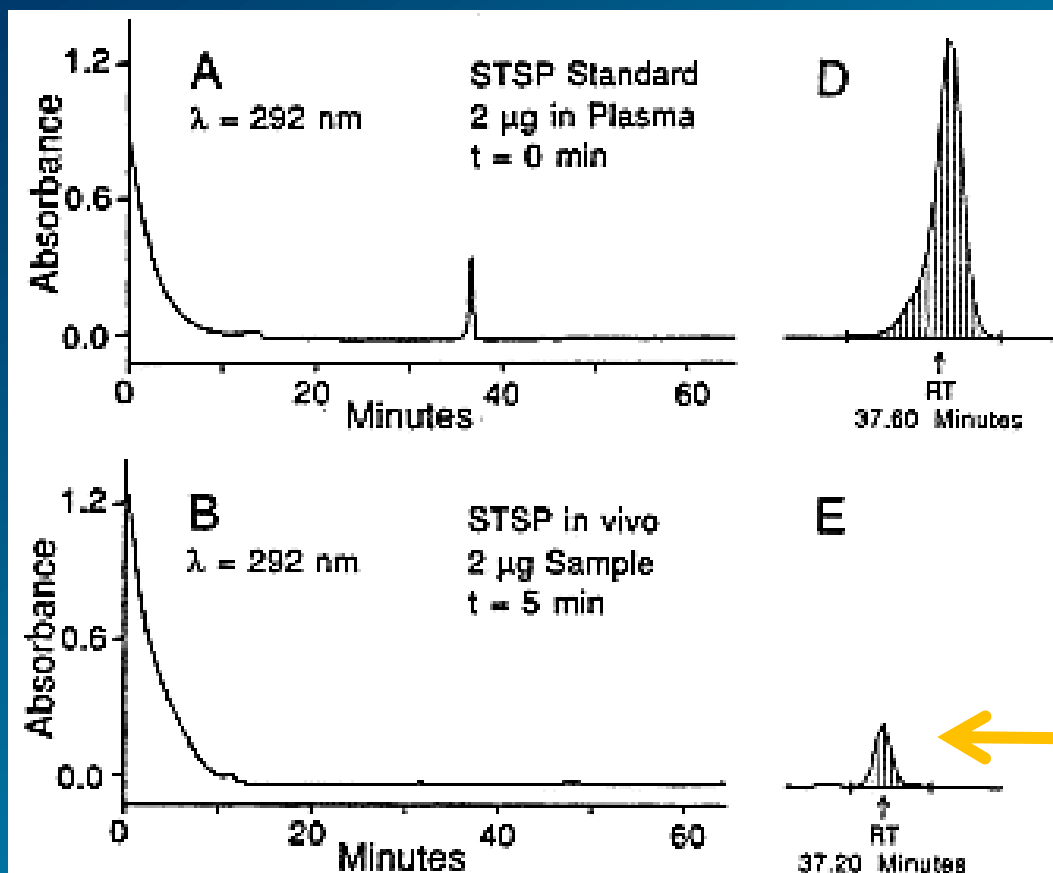 A
λ = 292 nm
STSP Standard
2 µg in Plasma
t = 0 min
D
Absorbance
1.2
0.6
0.0
0
20
40
60
Minutes
RT
37.60 Minutes
B
λ = 292 nm
STSP in vivo
2 µg Sample
t = 5 min
E
Absorbance
1.2
0.6
0.0
0
20
40
60
Minutes
RT
37.20 Minutes